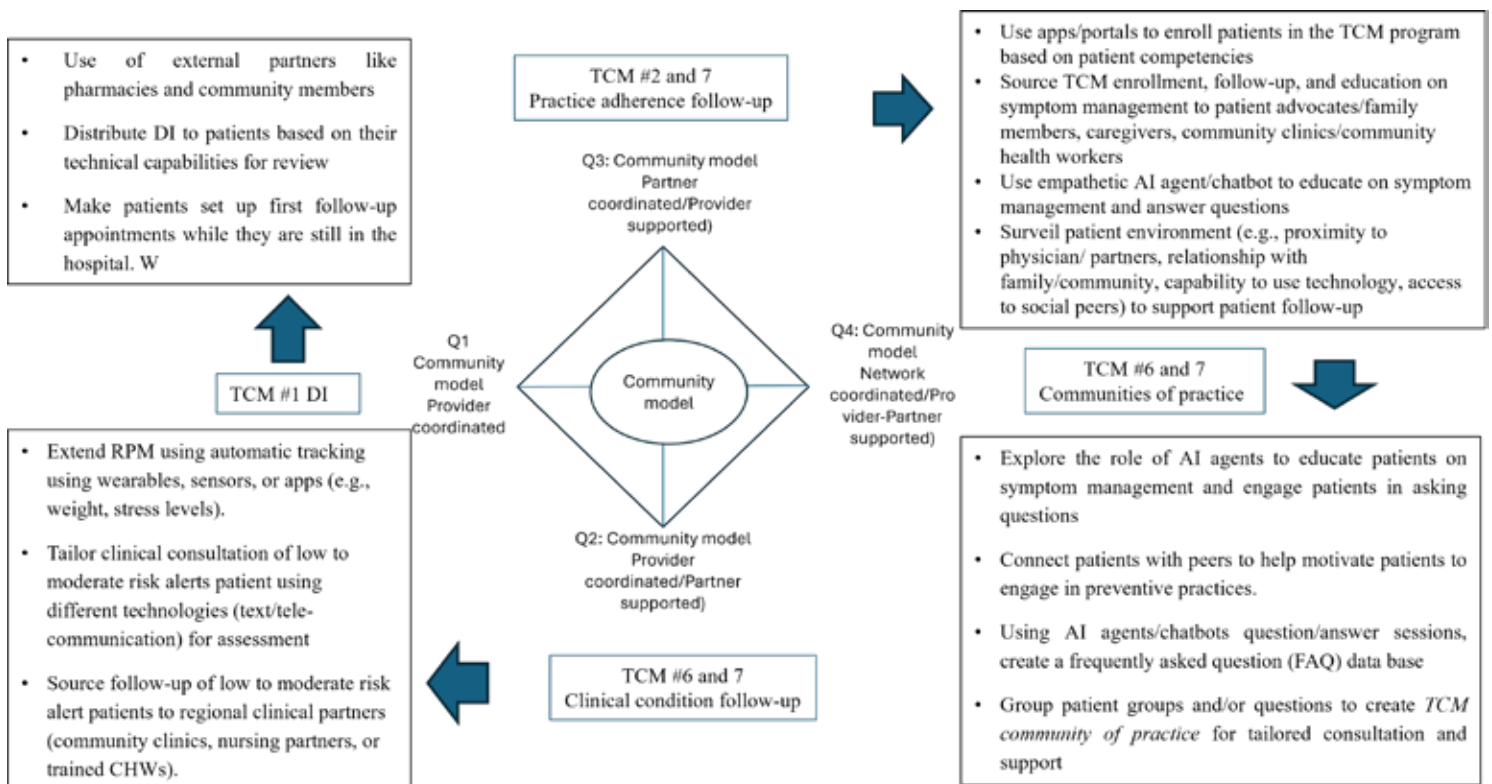 • Use of external partners like
pharmacies and community members
• Distribute DI to patients based on their
technical capabilities for review
• Make patients set up first follow-up
appointments while they are still in the
hospital. W
TCM #2 and 7
Practice adherence follow-up
• Use apps/portals to enroll patients in the TCM program
based on patient competencies
• Source TCM enrollment, follow-up, and education on
symptom management to patient advocates/family
members, caregivers, community clinics/community
health workers
• Use empathetic AI agent/chatbot to educate on symptom
management and answer questions
• Surveil patient environment (e.g., proximity to
physician/ partners, relationship with
family/community, capability to use technology, access
to social peers) to support patient follow-up
Q3: Community model
Partner
coordinated/Provider
supported)
Q1
Community
model
Provider
coordinated
Community
model
Q4: Community
model
Network
coordinated/Pro
vider-Partner
supported)
TCM #1 DI
TCM #6 and 7
Communities of practice
Q2: Community model
Provider
coordinated/Partner
supported)
• Extend RPM using automatic tracking
using wearables, sensors, or apps (e.g.,
weight, stress levels).
• Tailor clinical consultation of low to
moderate risk alerts patient using
different technologies (text/tele-
communication) for assessment
• Source follow-up of low to moderate risk
alert patients to regional clinical partners
(community clinics, nursing partners, or
trained CHWs).
TCM #6 and 7
Clinical condition follow-up
• Explore the role of AI agents to educate patients on
symptom management and engage patients in asking
questions
• Connect patients with peers to help motivate patients to
engage in preventive practices.
• Using AI agents/chatbots question/answer sessions,
create a frequently asked question (FAQ) data base
• Group patient groups and/or questions to create TCM
community of practice for tailored consultation and
support